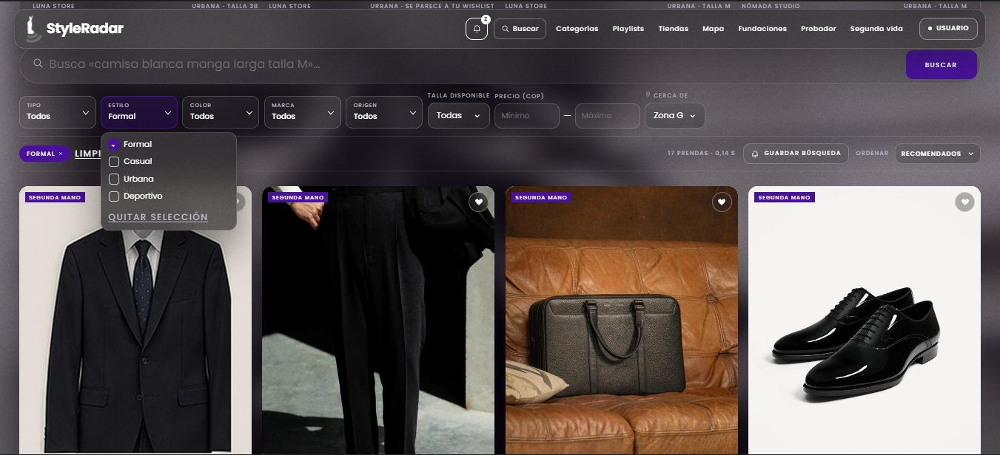 LUNA STORE URBANA · TALLA 38 LUNA STORE URBANA · SE PARECE A TU WISHLIST LUNA STORE URBANA · TALLA M NÓMADA STUDIO URBANA · TALLA M
StyleRadar 2 Buscar Categorías Playlists Tiendas Mapa Fundaciones Probador Segunda vida USUARIO
Busca «camisa blanca manga larga talla M»... BUSCAR
TIPO ESTILO COLOR MARCA ORIGEN TALLA DISPONIBLE PRECIO (COP) CERCA DE
Todos Formal Todos Todos Todos Todas Mínimo — Máximo Zona G
Formal
Casual
Urbana
Deportivo
QUITAR SELECCIÓN
FORMAL × LIMPI 17 PRENDAS · 0,14 S GUARDAR BÚSQUEDA ORDENAR RECOMENDADOS
SEGUNDA MANO SEGUNDA MANO SEGUNDA MANO SEGUNDA MANO